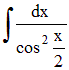 ∫ dx / cos² x/2